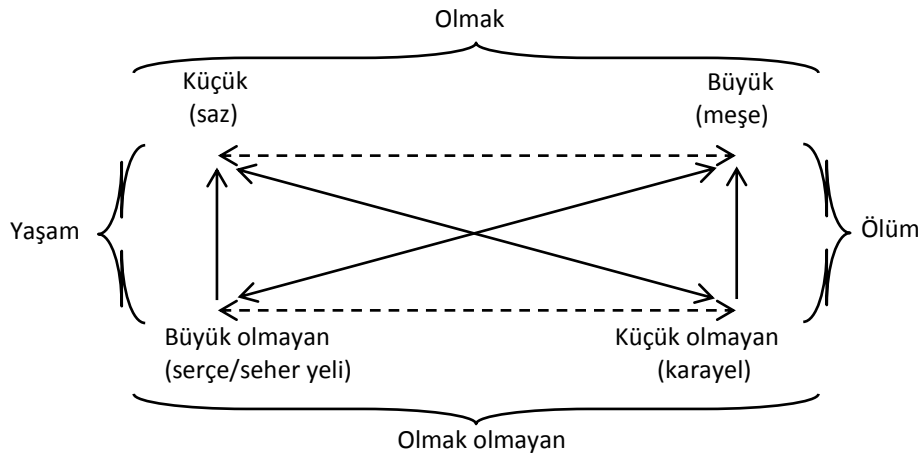 Olmak
Küçük
(saz)
Büyük
(meşe)
Yaşam
Ölüm
Büyük olmayan
(serçe/seher yeli)
Küçük olmayan
(karayel)
Olmak olmayan